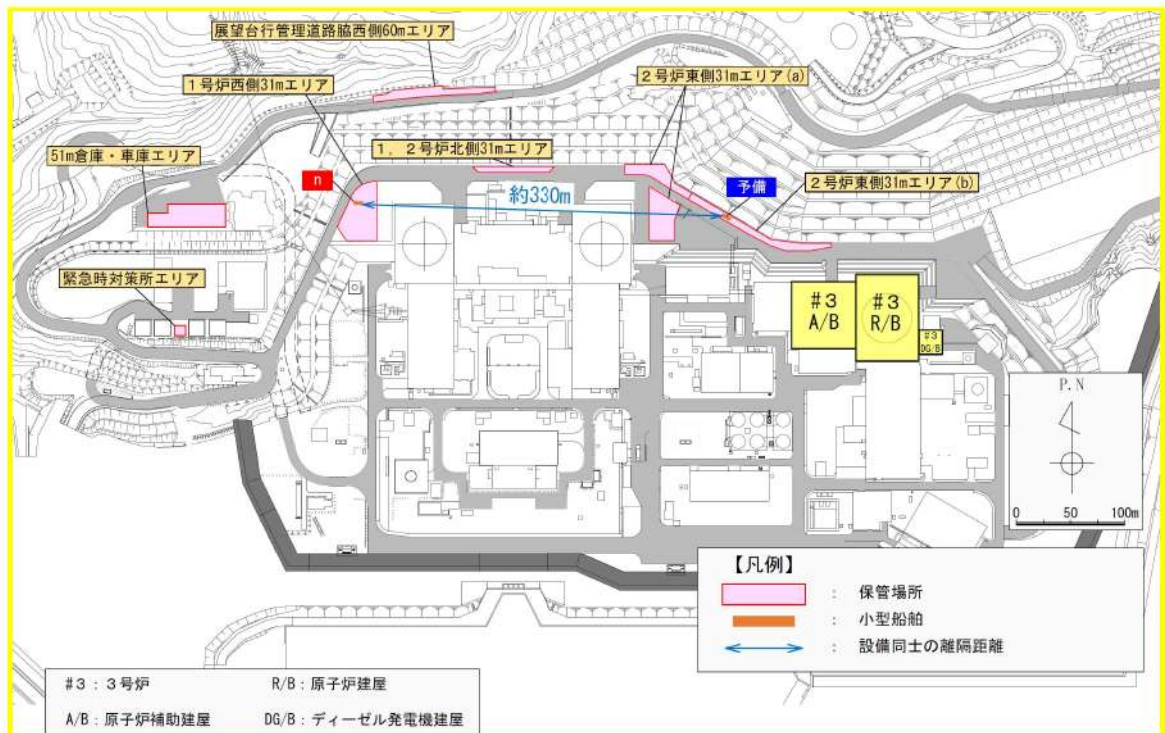 展望台行管理道路脇西側60mエリア
1号炉西側31mエリア
2号炉東側31mエリア(a)
51m倉庫・車庫エリア
1，2号炉北側31mエリア
n
予備
2号炉東側31mエリア(b)
約330m
緊急時対策所エリア
#3
A/B
#3
R/B
#3
DG/B
P.N
0 50 100m
【凡例】
： 保管場所
： 小型船舶
： 設備同士の離隔距離
#3：3号炉
R/B：原子炉建屋
A/B：原子炉補助建屋
DG/B：ディーゼル発電機建屋